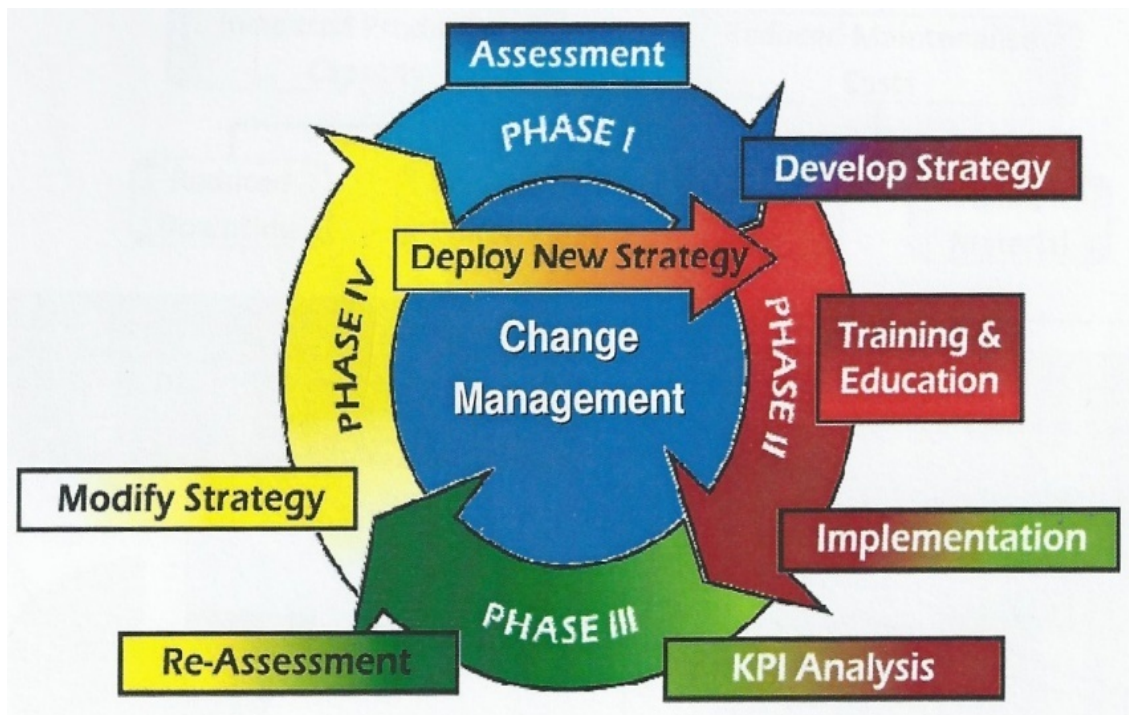 Assessment
PHASE I
Develop Strategy
Deploy New Strategy
Change
Management
PHASE II
Training &
Education
Implementation
PHASE III
KPI Analysis
Re-Assessment
Modify Strategy
PHASE IV